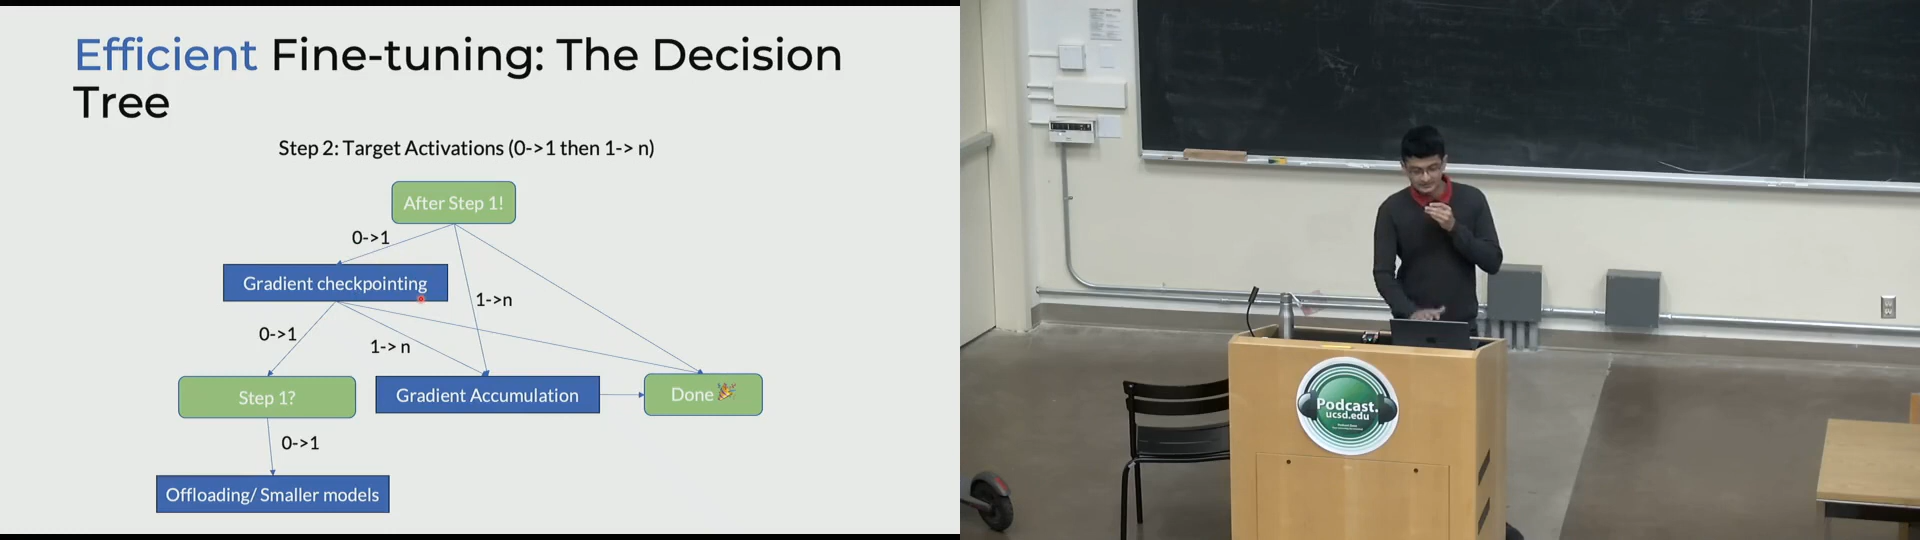 Efficient Fine-tuning: The Decision
Tree
Step 2: Target Activations (0->1 then 1-> n)
After Step 1!
0->1
Gradient checkpointing
1->n
0->1
1-> n
Step 1?
Gradient Accumulation
Done
0->1
Offloading/ Smaller models
Podcast.
ucsd.edu